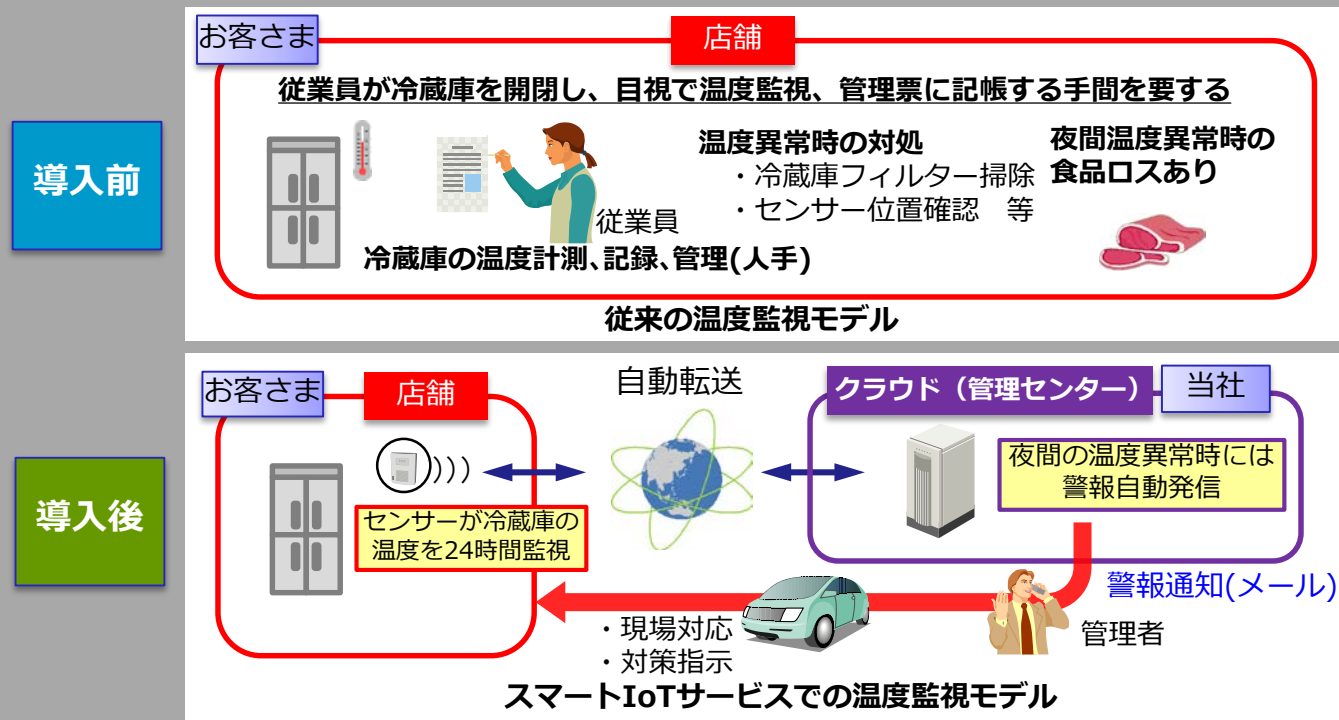 お客さま
店舗
従業員が冷蔵庫を開閉し、目視で温度監視、管理票に記帳する手間を要する
導入前
温度異常時の対処
・冷蔵庫フィルター掃除
・センサー位置確認　等
夜間温度異常時の
食品ロスあり
従業員
冷蔵庫の温度計測、記録、管理(人手)
従来の温度監視モデル
お客さま
店舗
自動転送
クラウド（管理センター）
当社
導入後
センサーが冷蔵庫の
温度を24時間監視
夜間の温度異常時には
警報自動発信
警報通知(メール)
管理者
・現場対応
・対策指示
スマートIoTサービスでの温度監視モデル